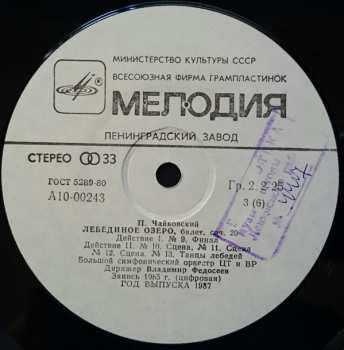 МИНИСТЕРСТВО КУЛЬТУРЫ СССР
ВСЕСОЮЗНАЯ ФИРМА ГРАМПЛАСТИНОК
МЕЛОДИЯ
ЛЕНИНГРАДСКИЙ ЗАВОД
СТЕРЕО 33
ГОСТ 5289-80
Гр. 2. 2-25
А10-00243
3 (6)
П. Чайковский
ЛЕБЕДИНОЕ ОЗЕРО, балет, соч. 20
Действие I. № 9. Финал
Действие II. № 10. Сцена. № 11. Сцена
№ 12. Сцена. № 13. Танцы лебедей
Большой симфонический оркестр ЦТ и ВР
Дирижер Владимир Федосеев
Запись 1985 г. (цифровая)
ГОД ВЫПУСКА 1987